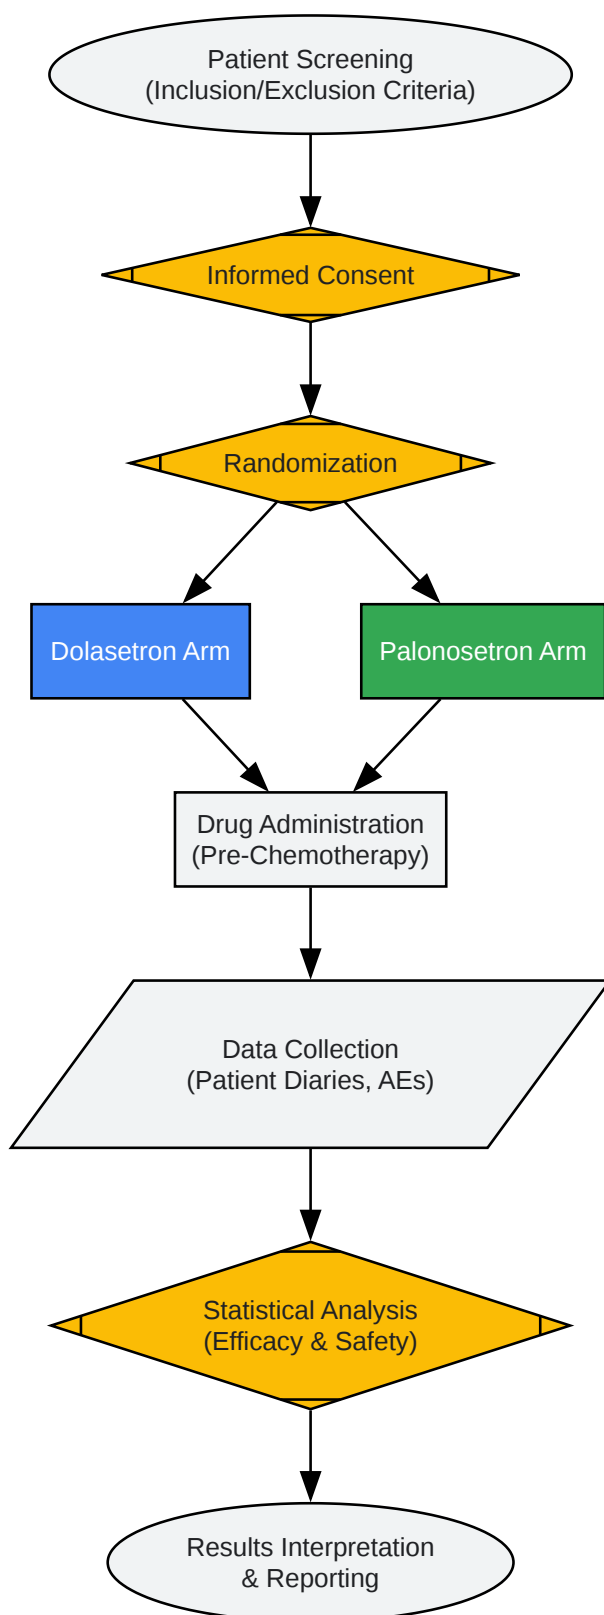 Patient Screening
(Inclusion/Exclusion Criteria)
Informed Consent
Randomization
Dolasetron Arm
Palonosetron Arm
Drug Administration
(Pre-Chemotherapy)
Data Collection
(Patient Diaries, AEs)
Statistical Analysis
(Efficacy & Safety)
Results Interpretation
& Reporting